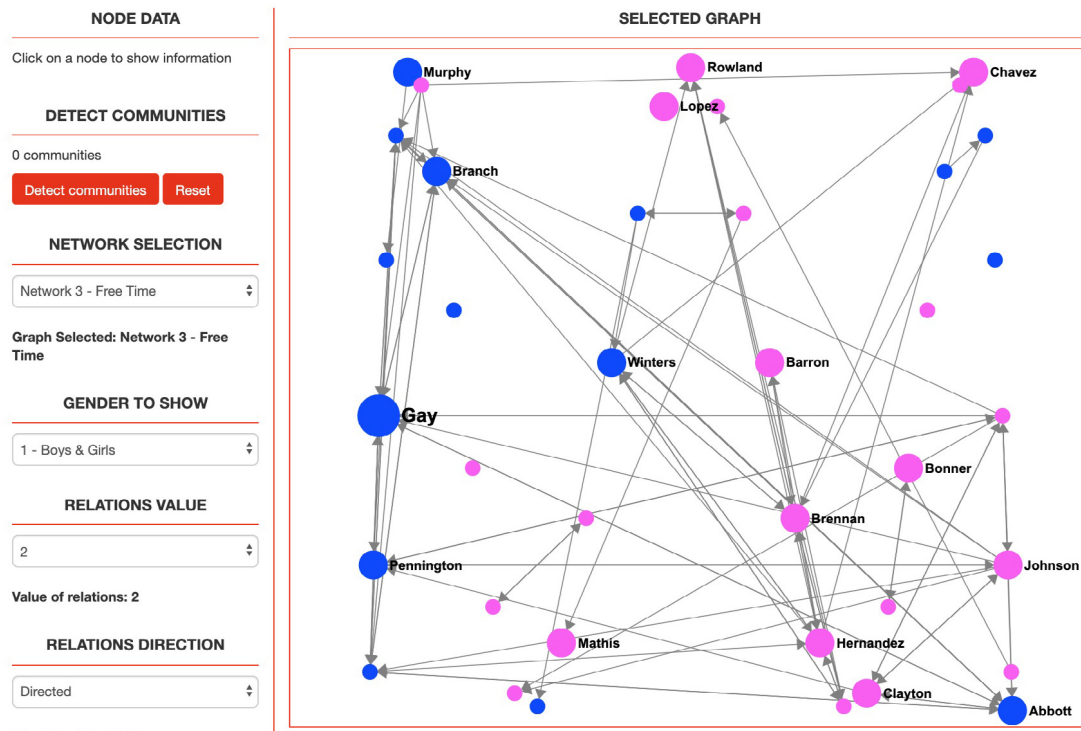 NODE DATA
Click on a node to show information
DETECT COMMUNITIES
0 communities
Detect communities
Reset
NETWORK SELECTION
Network 3 - Free Time
Graph Selected: Network 3 - Free
Time
GENDER TO SHOW
1 - Boys & Girls
RELATIONS VALUE
2
Value of relations: 2
RELATIONS DIRECTION
Directed
SELECTED GRAPH
Murphy
Rowland
Chavez
Lopez
Branch
Winters
Barron
Gay
Bonner
Brennan
Pennington
Johnson
Mathis
Hernandez
Clayton
Abbott